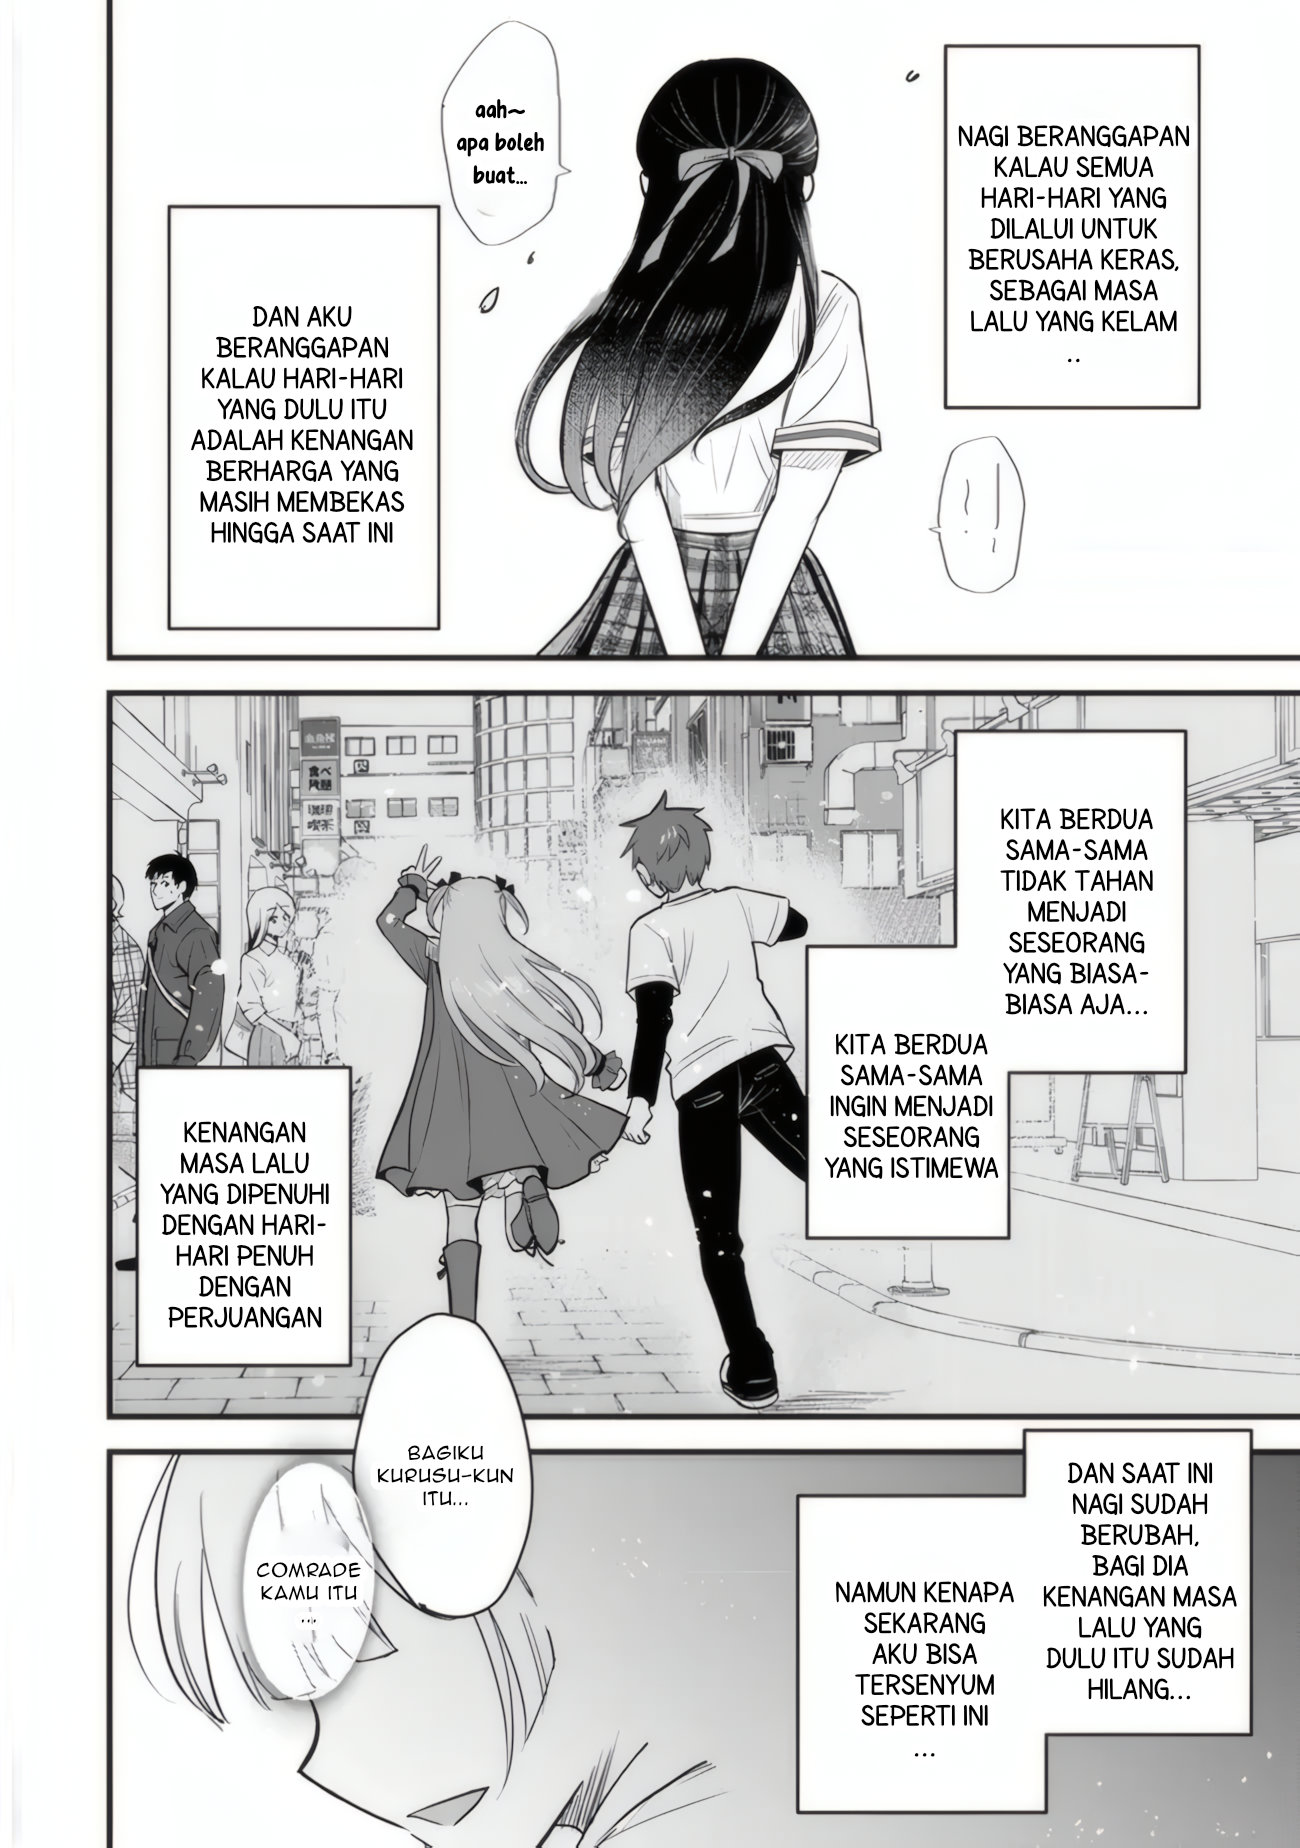 NAGI BERANGGAPAN
KALAU SEMUA
HARI-HARI YANG
DILALUI UNTUK
BERUSAHA KERAS,
SEBAGAI MASA
LALU YANG KELAM
..
aah~
apa boleh
buat...
DAN AKU
BERANGGAPAN
KALAU HARI-HARI
YANG DULU ITU
ADALAH KENANGAN
BERHARGA YANG
MASIH MEMBEKAS
HINGGA SAAT INI
KITA BERDUA
SAMA-SAMA
TIDAK TAHAN
MENJADI
SESEORANG
YANG BIASA-
BIASA AJA...
KITA BERDUA
SAMA-SAMA
INGIN MENJADI
SESEORANG
YANG ISTIMEWA
食べ
KENANGAN
MASA LALU
YANG DIPENUHI
DENGAN HARI-
HARI PENUH
DENGAN
PERJUANGAN
DAN SAAT INI
NAGI SUDAH
BERUBAH,
BAGI DIA
KENANGAN MASA
LALU YANG
DULU ITU SUDAH
HILANG...
NAMUN KENAPA
SEKARANG
AKU BISA
TERSENYUM
SEPERTI INI
...
BAGIKU
KURUSU-KUN
ITU...
COMRADE
KAMU ITU
...